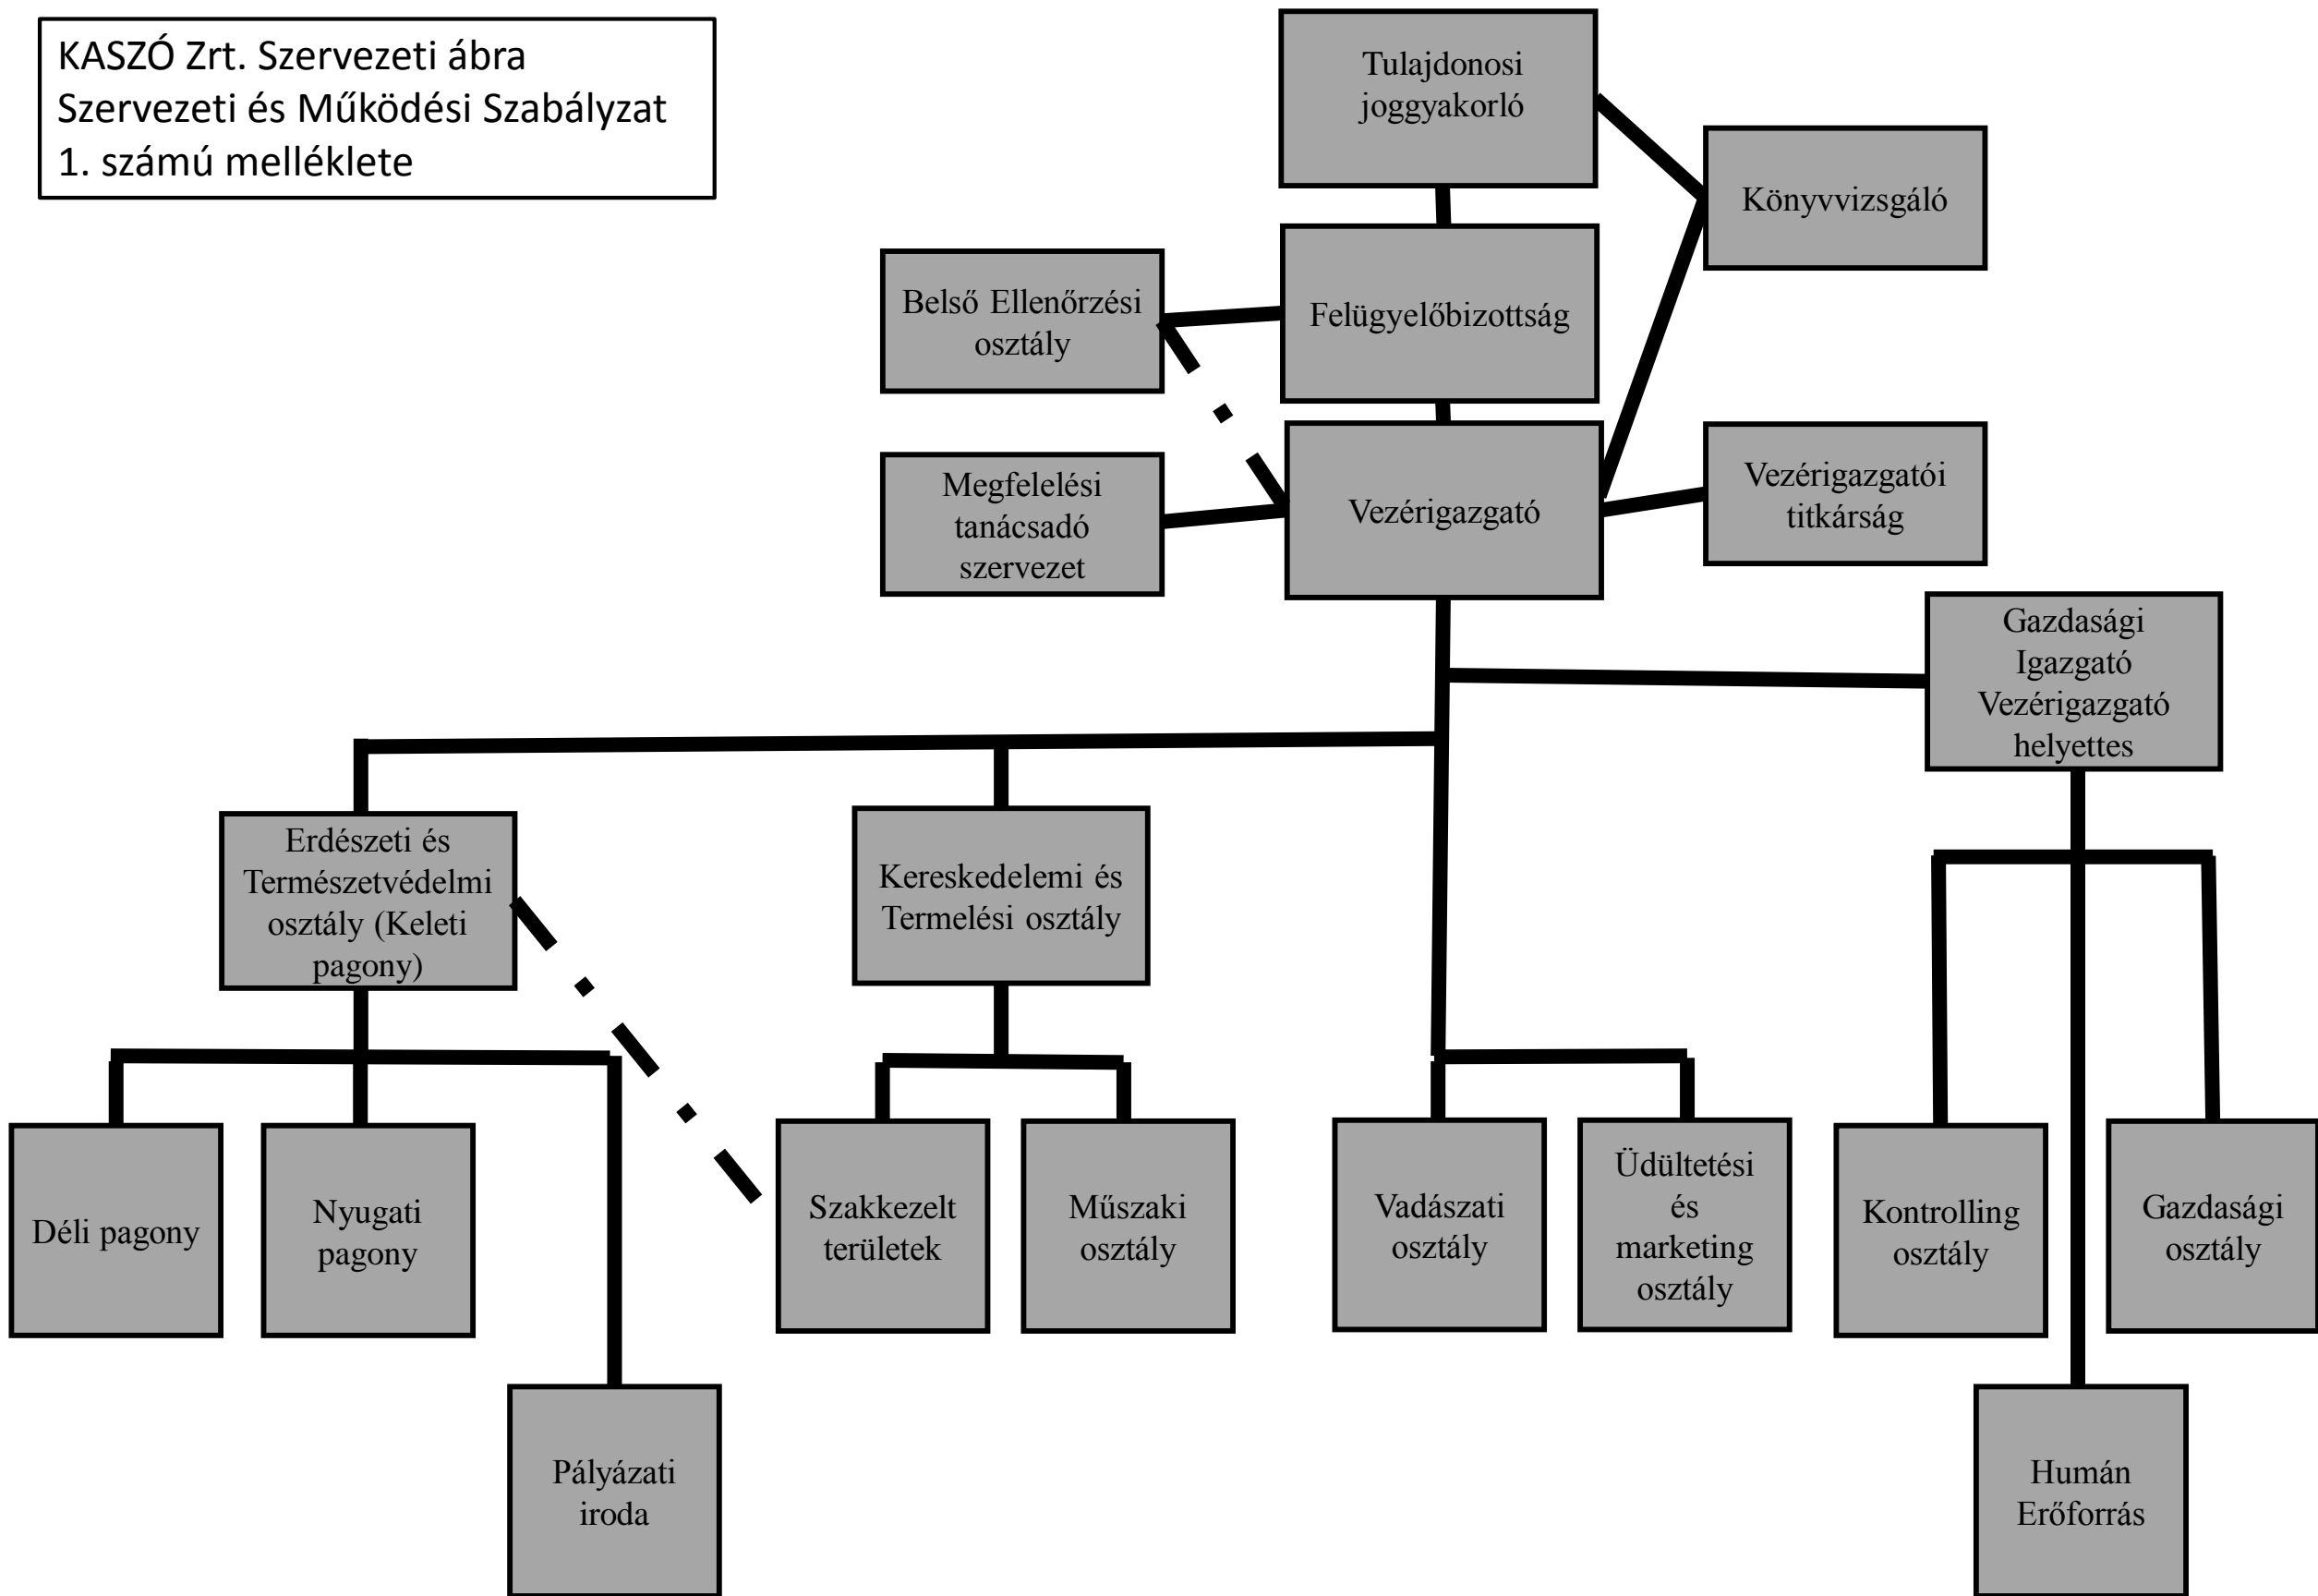 KASZÓ Zrt. Szervezeti ábra
Szervezeti és Működési Szabályzat
1. számú melléklete
Tulajdonosi
joggyakorló
Könyvvizsgáló
Belső Ellenőrzési
osztály
Felügyelőbizottság
Megfelelési
tanácsadó
szervezet
Vezérigazgató
Vezérigazgatói
titkárság
Gazdasági
Igazgató
Vezérigazgató
helyettes
Erdészeti és
Természetvédelmi
osztály (Keleti
pagony)
Kereskedelemi és
Termelési osztály
Déli pagony
Nyugati
pagony
Szakkezelt
területek
Műszaki
osztály
Vadászati
osztály
Üdültetési
és
marketing
osztály
Kontrolling
osztály
Gazdasági
osztály
Pályázati
iroda
Humán
Erőforrás